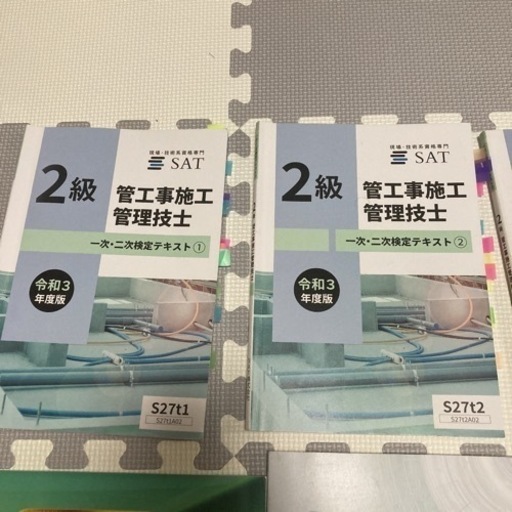 現場・技術系資格専門
SAT
2級
管工事施工
管理技士
一次・二次検定テキスト①
令和3
年度版
S27t1
S27t1A02
現場・技術系資格専門
SAT
2級
管工事施工
管理技士
一次・二次検定テキスト②
令和3
年度版
S27t2
S27t2A02